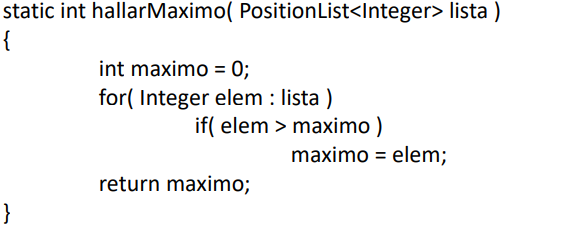 static int hallarMaximo( PositionList<Integer> lista )
{
int maximo = 0;
for( Integer elem : lista )
if( elem > maximo )
maximo = elem;
return maximo;
}